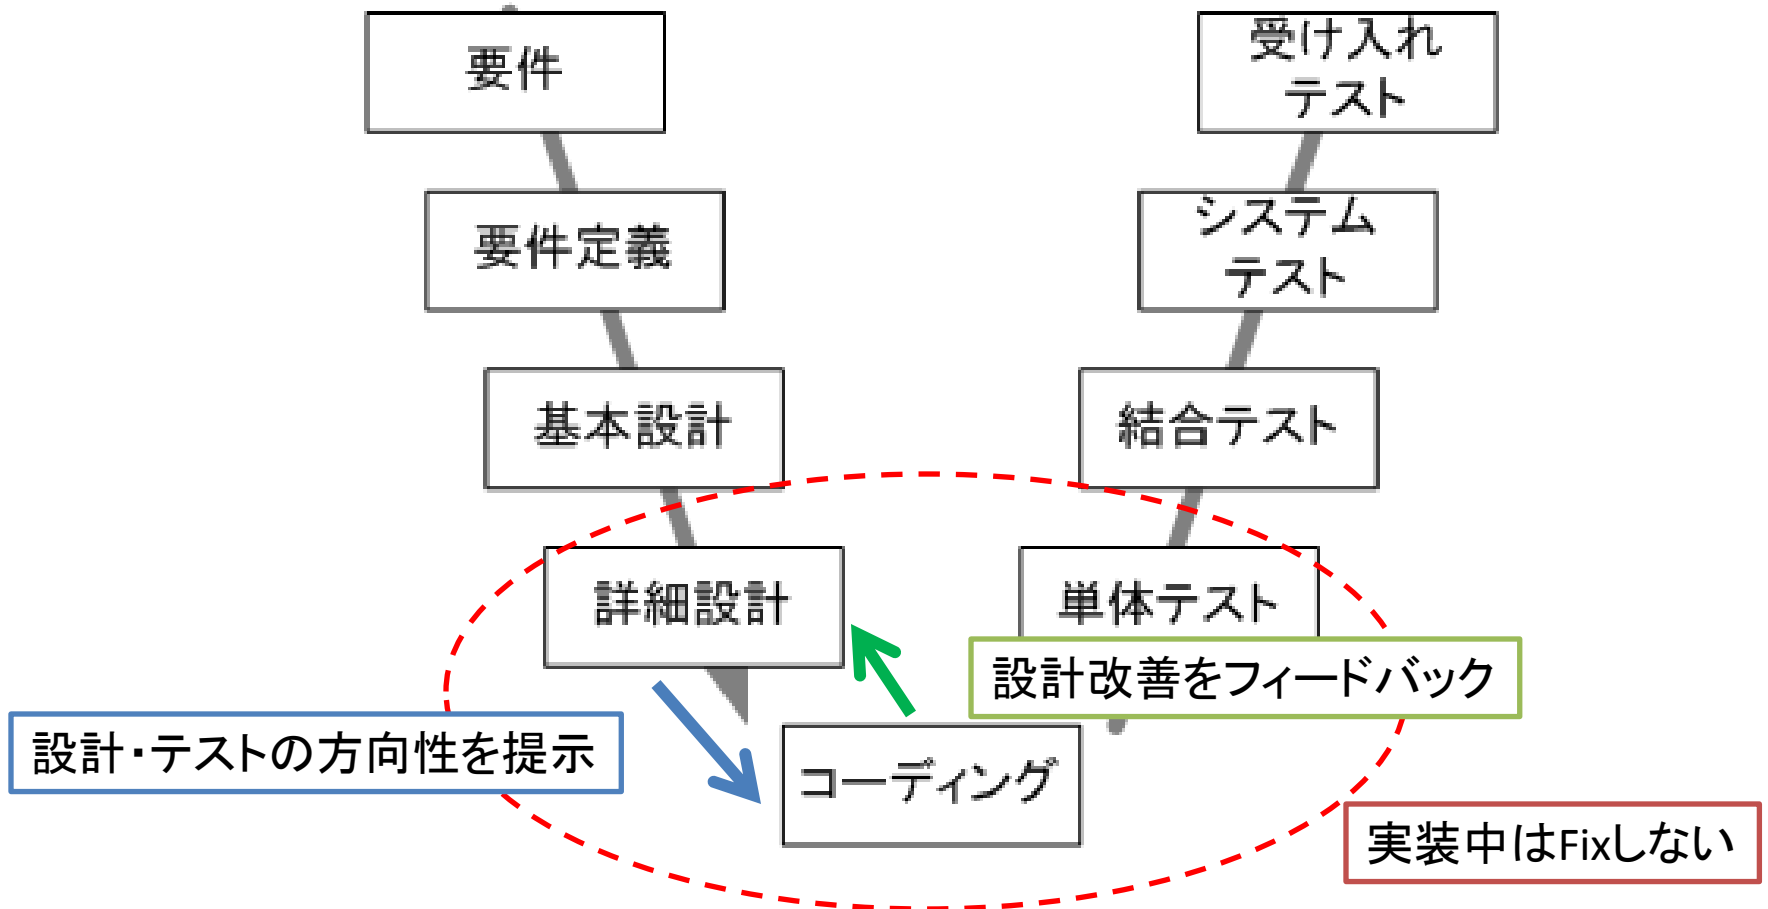 要件
受け入れ
テスト
要件定義
システム
テスト
基本設計
結合テスト
詳細設計
単体テスト
設計改善をフィードバック
設計・テストの方向性を提示
コーディング
実装中はFixしない